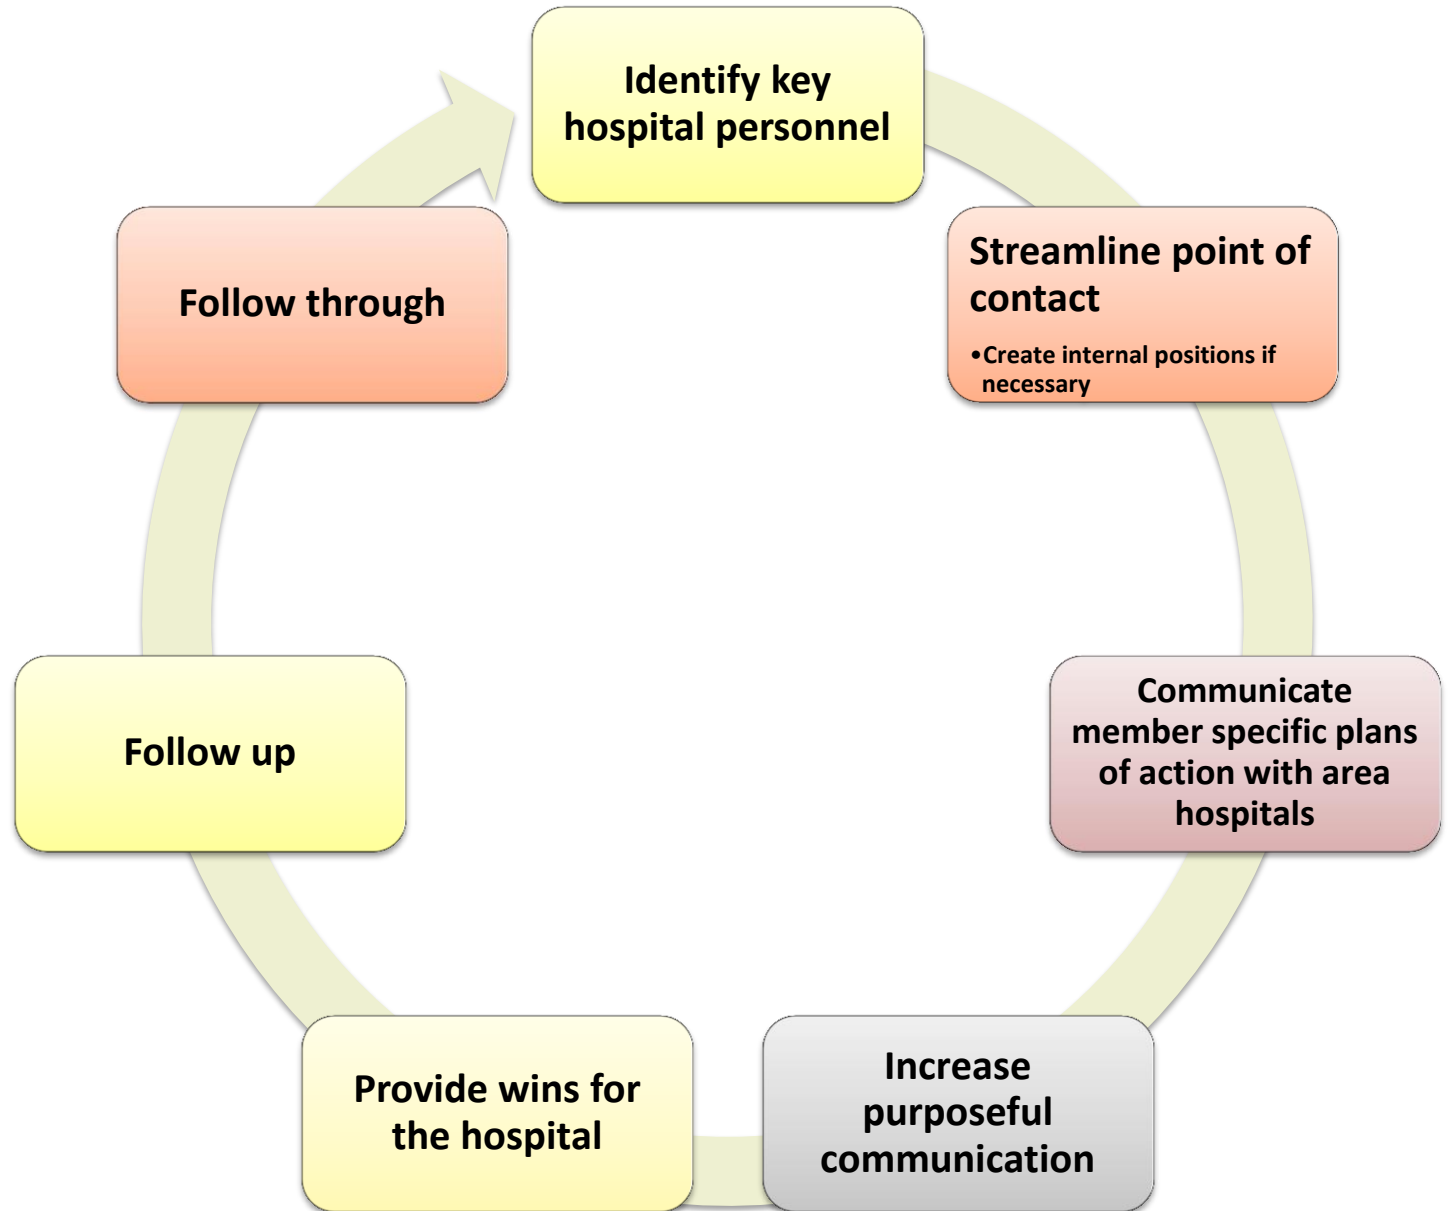 Identify key
hospital personnel
Streamline point of
contact
•Create internal positions if
necessary
Communicate
member specific plans
of action with area
hospitals
Increase
purposeful
communication
Provide wins for
the hospital
Follow up
Follow through